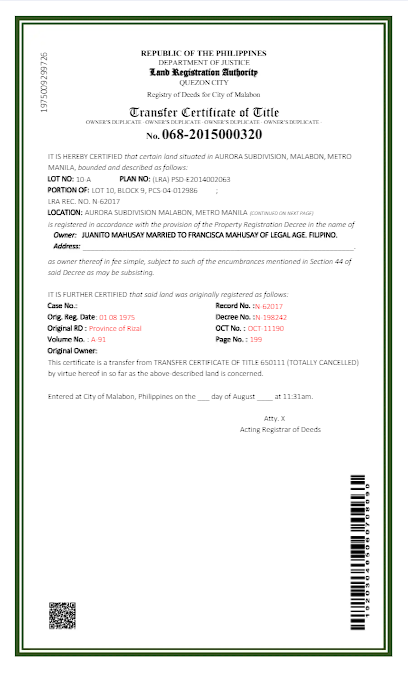 1975009299726
REPUBLIC OF THE PHILIPPINES
DEPARTMENT OF JUSTICE
Land Registration Authority
QUEZON CITY
Registry of Deeds for City of Malabon
Transfer Certificate of Title
OWNER'S DUPLICATE · OWNER'S DUPLICATE · OWNER'S DUPLICATE · OWNER'S DUPLICATE ·
No. 068-2015000320
IT IS HEREBY CERTIFIED that certain land situated in AURORA SUBDIVISION, MALABON, METRO
MANILA, bounded and described as follows:
LOT NO: 10-A PLAN NO: (LRA) PSD-E2014002063
PORTION OF: LOT 10, BLOCK 9, PCS-04-012986 ;
LRA REC. NO. N-62017
LOCATION: AURORA SUBDIVISION MALABON, METRO MANILA (CONTINUED ON NEXT PAGE)
is registered in accordance with the provision of the Property Registration Decree in the name of
Owner: JUANITO MAHUSAY MARRIED TO FRANCISCA MAHUSAY OF LEGAL AGE. FILIPINO.
Address:
as owner thereof in fee simple, subject to such of the encumbrances mentioned in Section 44 of
said Decree as may be subsisting.
IT IS FURTHER CERTIFIED that said land was originally registered as follows:
Case No.: Record No. :N-62017
Orig. Reg. Date : 01 08 1975 Decree No. :N-198242
Original RD : Province of Rizal OCT No. : OCT-11190
Volume No. : A-91 Page No. : 199
Original Owner:
This certificate is a transfer from TRANSFER CERTIFICATE OF TITLE 650111 (TOTALLY CANCELLED)
by virtue hereof in so far as the above-described land is concerned.
Entered at City of Malabon, Philippines on the ___ day of August ____ at 11:31am.
Atty. X
Acting Registrar of Deeds